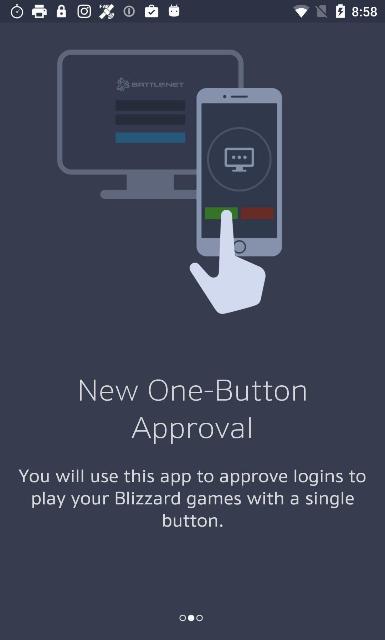 8:58
BATTLE.NET
New One-Button
Approval
You will use this app to approve logins to
play your Blizzard games with a single
button.